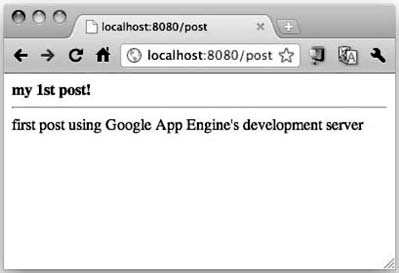 localhost:8080/post
localhost:8080/post
my 1st post!
first post using Google App Engine's development server